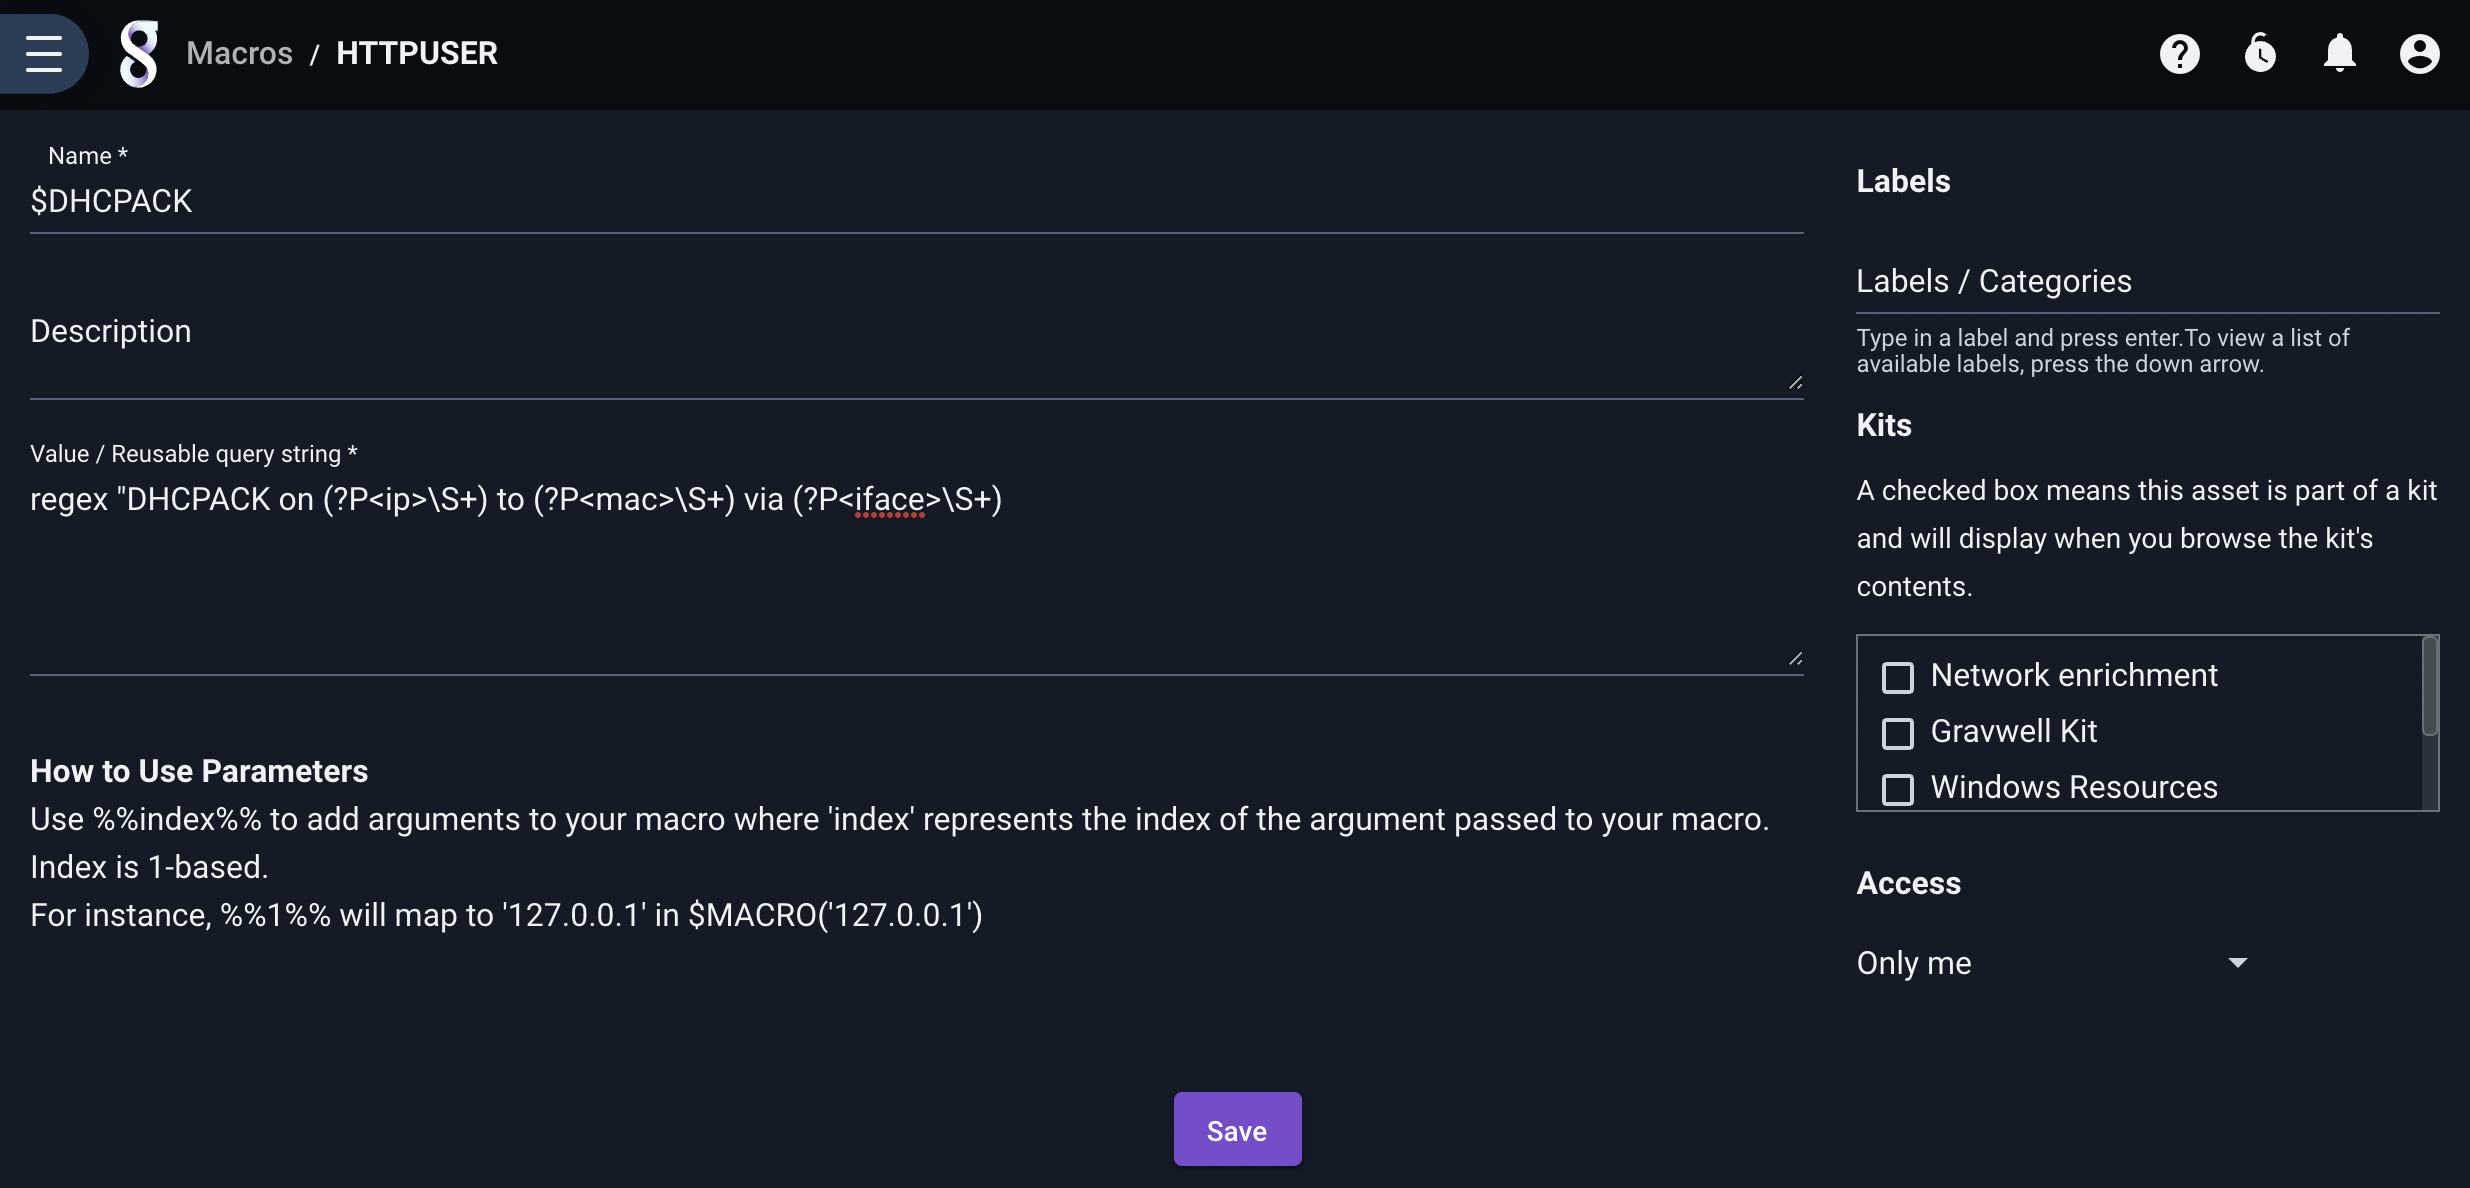 Macros / HTTPUSER
Name *
$DHCPACK
Description
Value / Reusable query string *
regex "DHCPACK on (?P<ip>\S+) to (?P<mac>\S+) via (?P<iface>\S+)
How to Use Parameters
Use %%index%% to add arguments to your macro where 'index' represents the index of the argument passed to your macro.
Index is 1-based.
For instance, %%1%% will map to '127.0.0.1' in $MACRO('127.0.0.1')
Labels
Labels / Categories
Type in a label and press enter.To view a list of
available labels, press the down arrow.
Kits
A checked box means this asset is part of a kit
and will display when you browse the kit's
contents.
Network enrichment
Gravwell Kit
Windows Resources
Access
Only me
Save